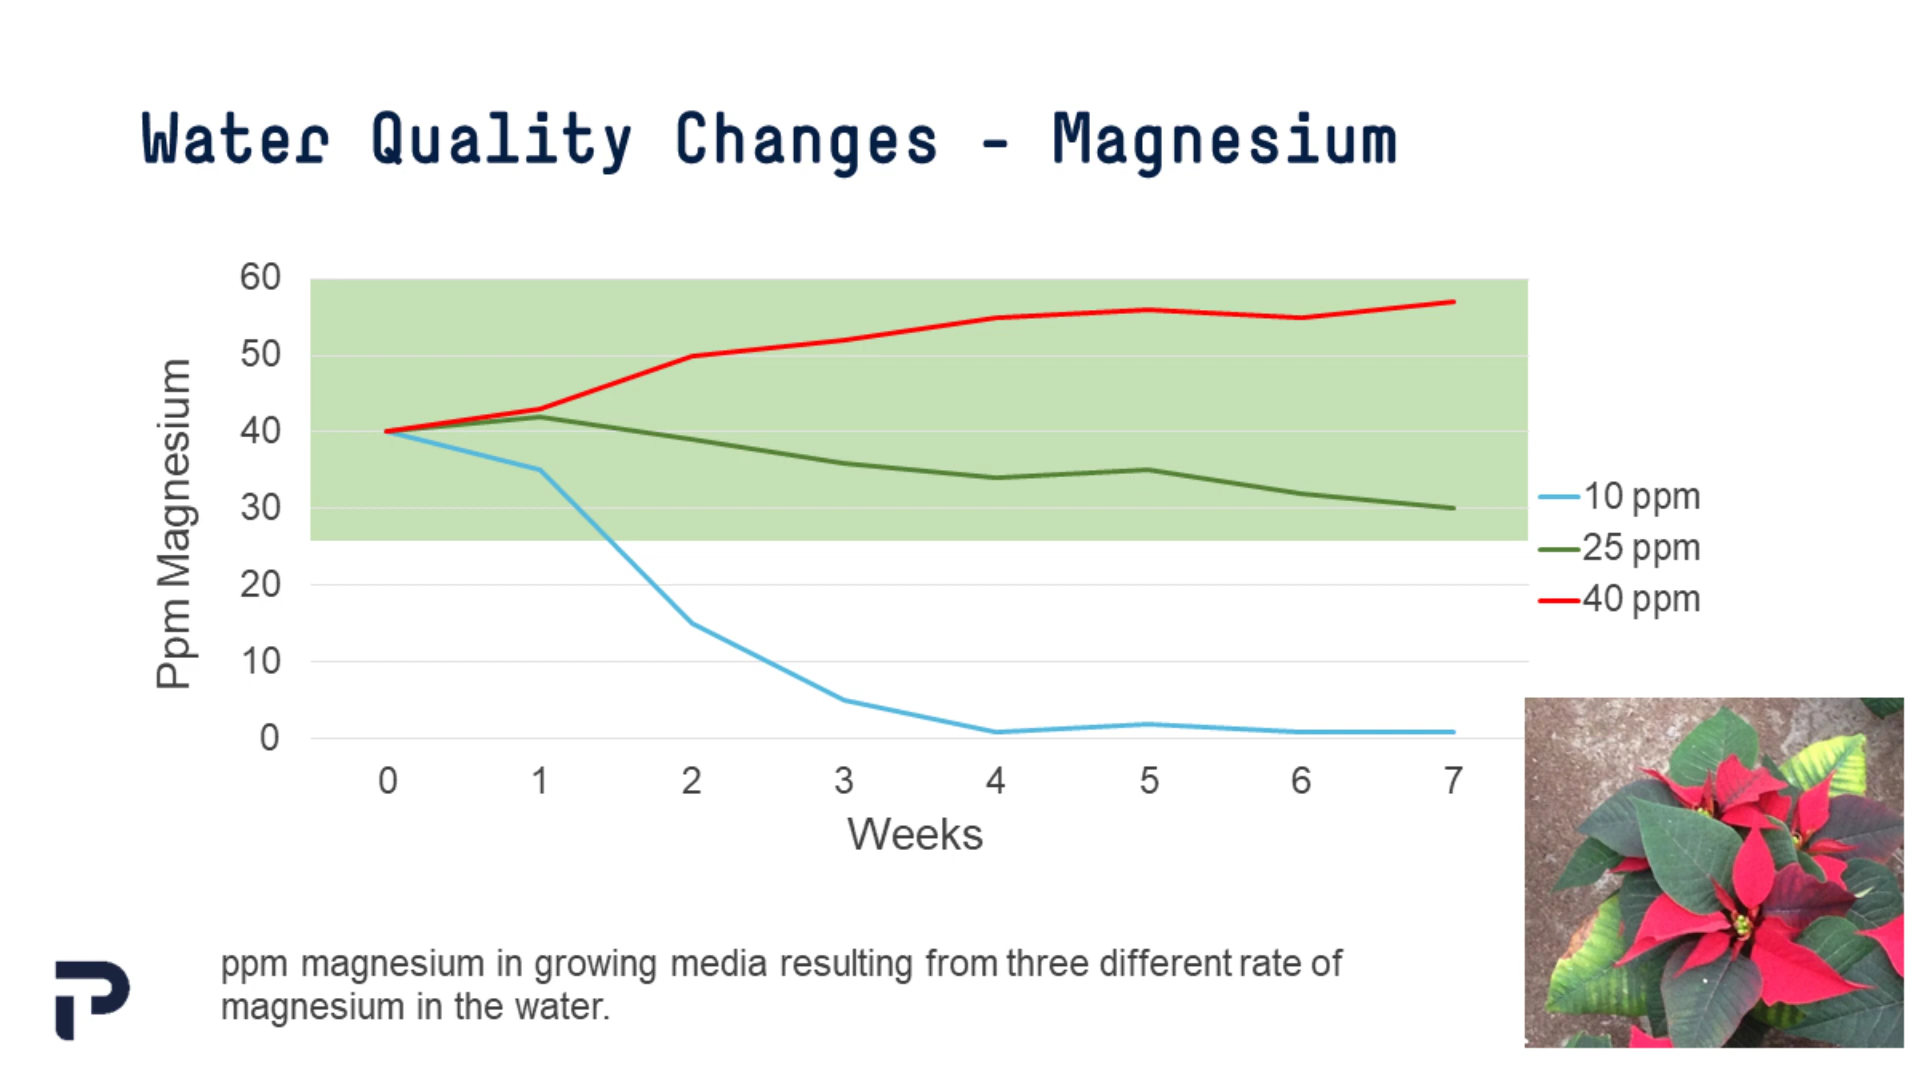 Water Quality Changes - Magnesium
60
50
40
30
20
10
0
Ppm Magnesium
0 1 2 3 4 5 6 7
Weeks
10 ppm
25 ppm
40 ppm
ppm magnesium in growing media resulting from three different rate of
magnesium in the water.